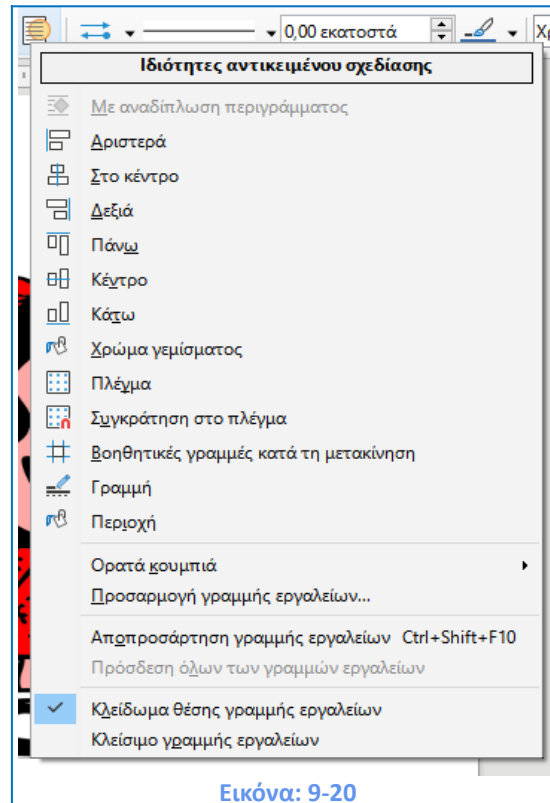 0,00 εκατοστά Χρ
Ιδιότητες αντικειμένου σχεδίασης
Με αναδίπλωση περιγράμματος
Αριστερά
Στο κέντρο
Δεξιά
Πάνω
Κέντρο
Κάτω
Χρώμα γεμίσματος
Πλέγμα
Συγκράτηση στο πλέγμα
Βοηθητικές γραμμές κατά τη μετακίνηση
Γραμμή
Περιοχή
Ορατά κουμπιά
Προσαρμογή γραμμής εργαλείων...
Αποπροσάρτηση γραμμής εργαλείων Ctrl+Shift+F10
Πρόσδεση όλων των γραμμών εργαλείων
Κλείδωμα θέσης γραμμής εργαλείων
Κλείσιμο γραμμής εργαλείων
Εικόνα: 9-20